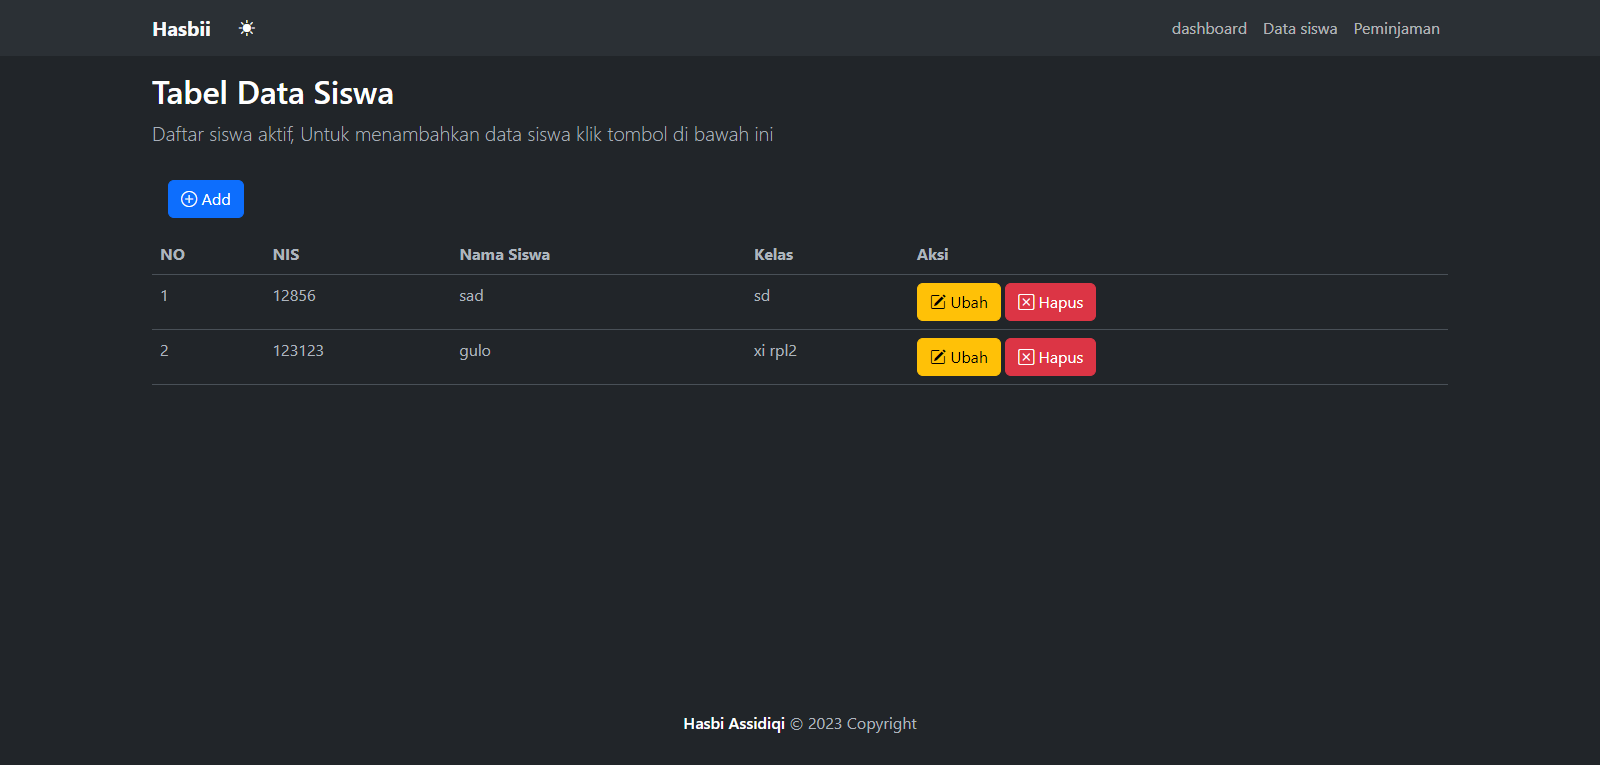 Hasbii dashboard Data siswa Peminjaman
Tabel Data Siswa
Daftar siswa aktif, Untuk menambahkan data siswa klik tombol di bawah ini
Add
NO NIS Nama Siswa Kelas Aksi
1 12856 sad sd Ubah Hapus
2 123123 gulo xi rpl2 Ubah Hapus
Hasbi Assidiqi © 2023 Copyright